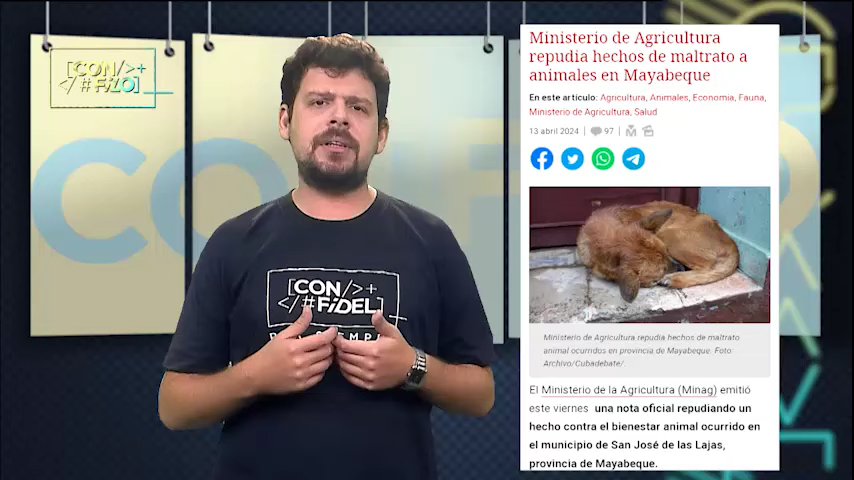 [CON/>+
</#FiLO]_
CO
Ministerio de Agricultura
repudia hechos de maltrato a
animales en Mayabeque
En este artículo: Agricultura, Animales, Economía, Fauna,
Ministerio de Agricultura, Salud
13 abril 2024 | 97 |
[CON/>+
</#FiDEL]_
Ministerio de Agricultura repudia hechos de maltrato
animal ocurridos en provincia de Mayabeque. Foto:
Archivo/Cubadebate/.
El Ministerio de la Agricultura (Minag) emitió
este viernes una nota oficial repudiando un
hecho contra el bienestar animal ocurrido en
el municipio de San José de las Lajas,
provincia de Mayabeque.